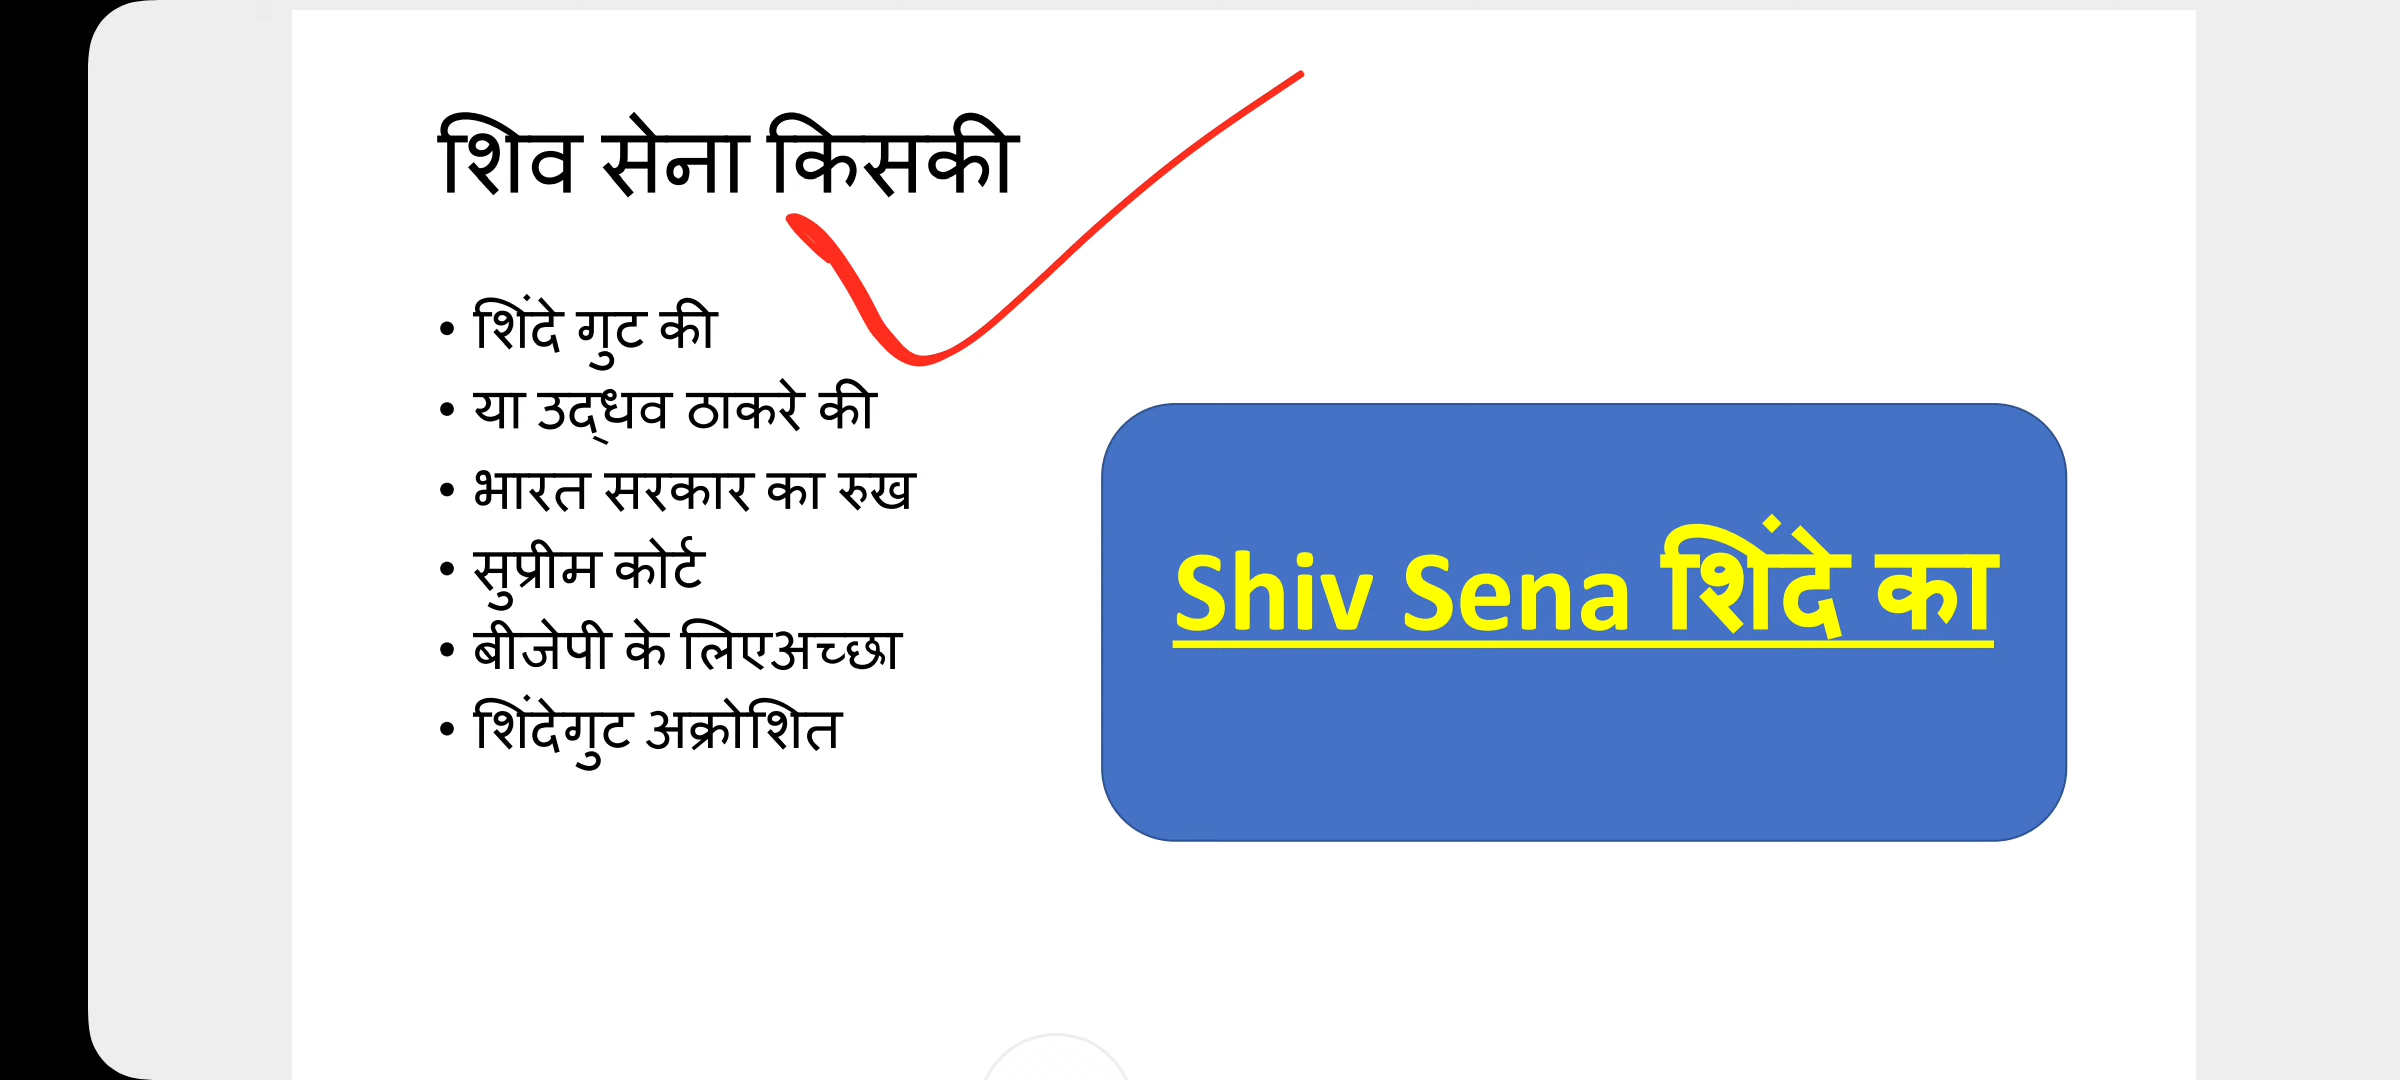 शिव सेना किसकी
• शिंदे गुट की
• या उद्धव ठाकरे की
• भारत सरकार का रुख
• सुप्रीम कोर्ट
• बीजेपी के लिएअच्छा
• शिंदेगुट अक्रोशित
Shiv Sena शिंदे का